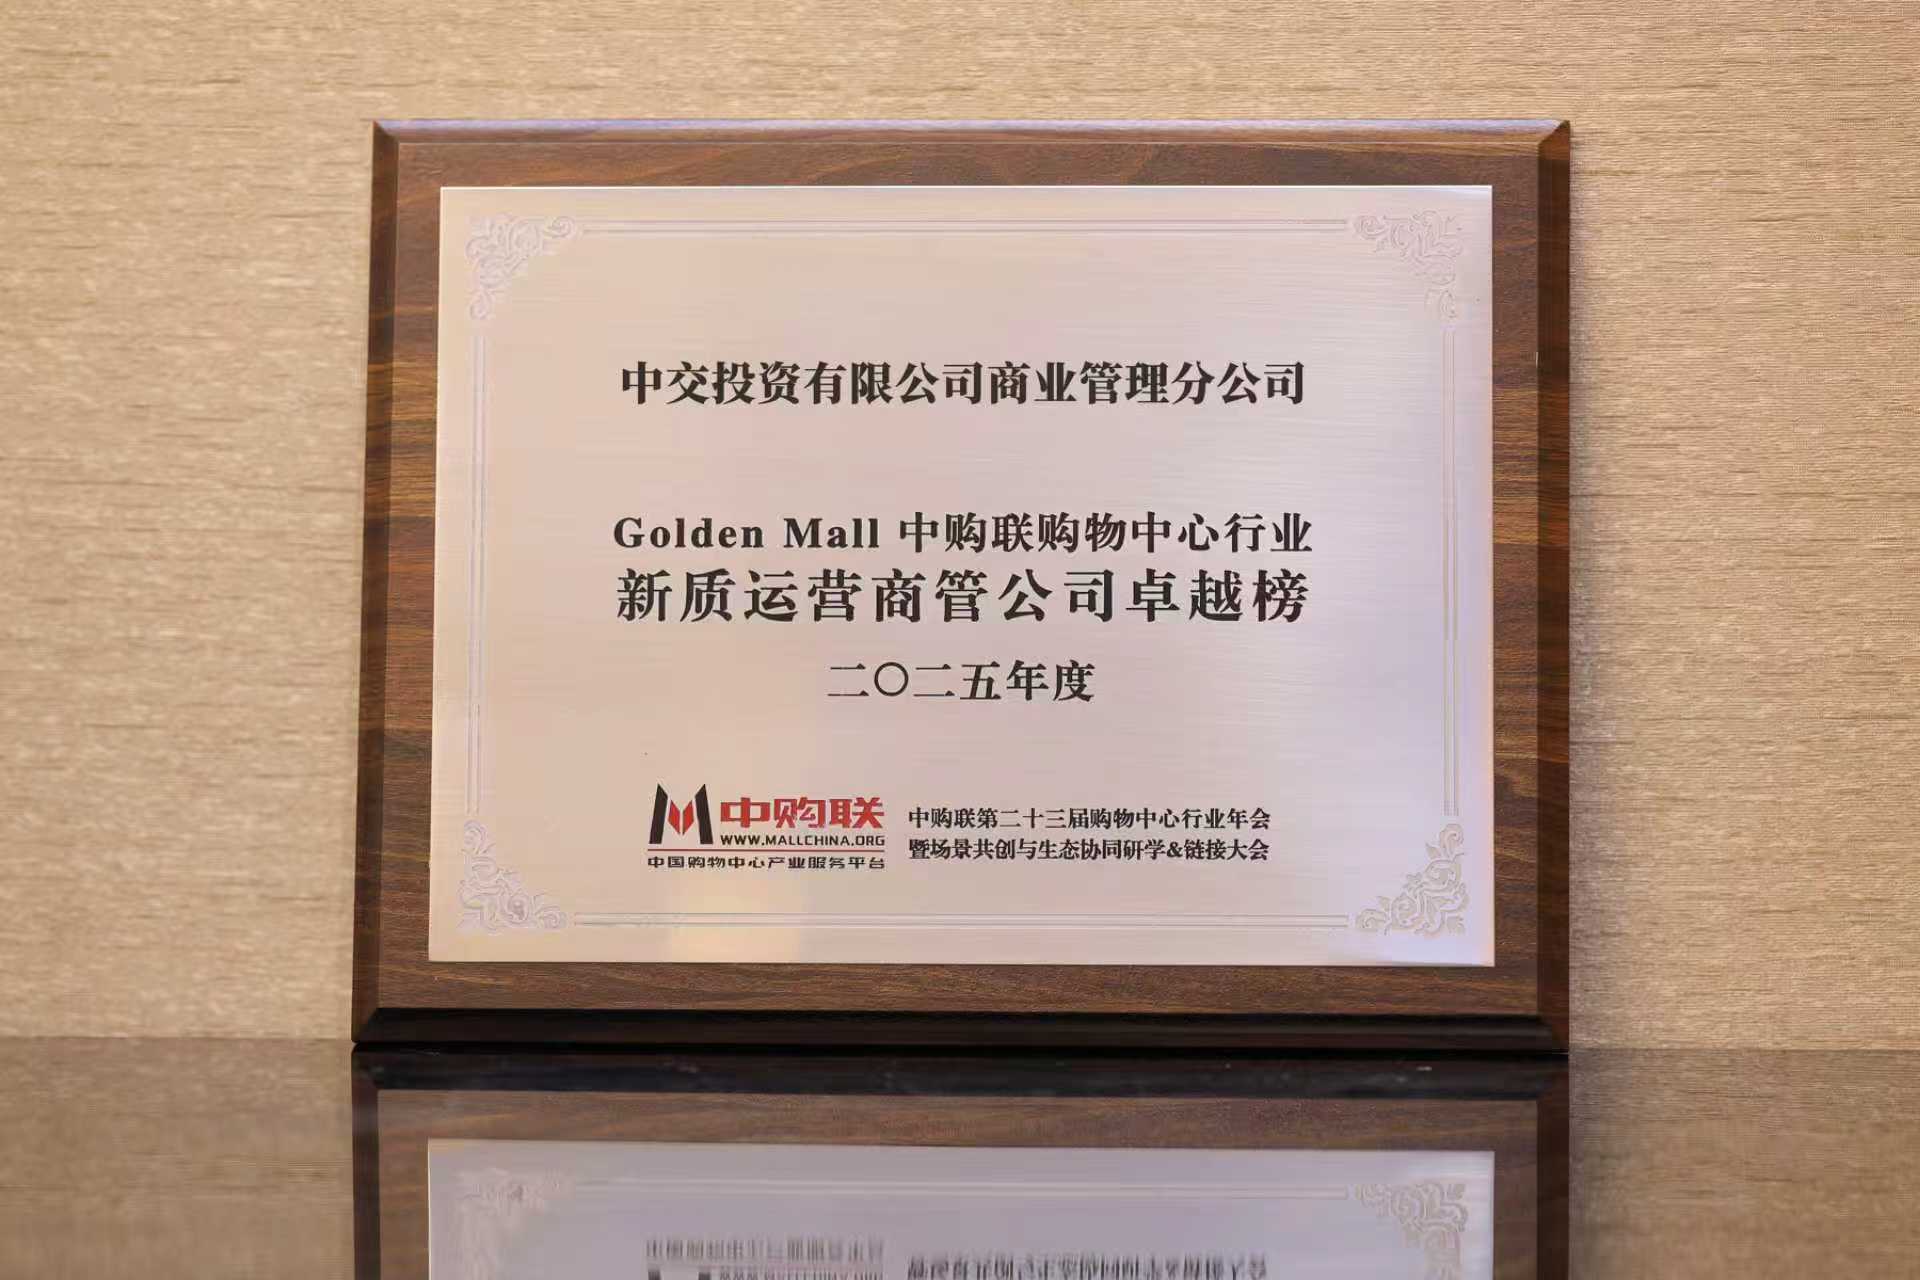 中交投资有限公司商业管理分公司
Golden Mall 中购联购物中心行业
新质运营商管公司卓越榜
二〇二五年度
中购联
WWW.MALLCHINA.ORG
中国购物中心产业服务平台
中购联第二十三届购物中心行业年会
暨场景共创与生态协同研学&链接大会